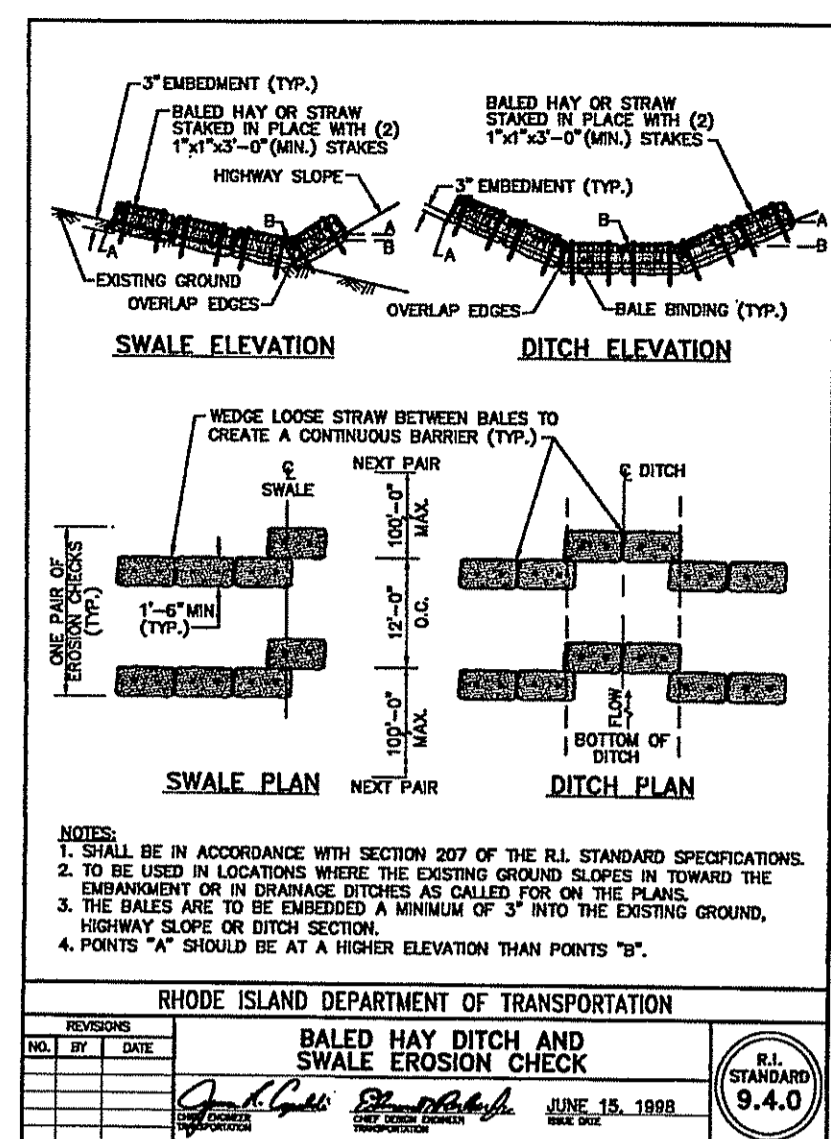 3" EMBEDMENT (TYP.)
BALED HAY OR STRAW
STAKED IN PLACE WITH (2)
1"x1"x3'-0"(MIN.) STAKES
HIGHWAY SLOPE
B
A
B
A
EXISTING GROUND
OVERLAP EDGES
SWALE ELEVATION
BALED HAY OR STRAW
STAKED IN PLACE WITH (2)
1"x1"x3'-0"(MIN.) STAKES
3" EMBEDMENT (TYP.)
B
A
B
A
OVERLAP EDGES
BALE BINDING (TYP.)
DITCH ELEVATION
WEDGE LOOSE STRAW BETWEEN BALES TO
CREATE A CONTINUOUS BARRIER (TYP.)
℄
SWALE
NEXT PAIR
℄ DITCH
100'-0"
MAX.
ONE PAIR OF
EROSION CHECKS
(TYP.)
1'-6" MIN.
(TYP.)
12'-0"
O.C.
100'-0"
MAX.
FLOW
BOTTOM OF
DITCH
SWALE PLAN
NEXT PAIR
DITCH PLAN
NOTES:
1. SHALL BE IN ACCORDANCE WITH SECTION 207 OF THE R.I. STANDARD SPECIFICATIONS.
2. TO BE USED IN LOCATIONS WHERE THE EXISTING GROUND SLOPES IN TOWARD THE
EMBANKMENT OR IN DRAINAGE DITCHES AS CALLED FOR ON THE PLANS.
3. THE BALES ARE TO BE EMBEDDED A MINIMUM OF 3" INTO THE EXISTING GROUND,
HIGHWAY SLOPE OR DITCH SECTION.
4. POINTS "A" SHOULD BE AT A HIGHER ELEVATION THAN POINTS "B".
RHODE ISLAND DEPARTMENT OF TRANSPORTATION
REVISIONS
NO. BY DATE
BALED HAY DITCH AND
SWALE EROSION CHECK
CHIEF ENGINEER
TRANSPORTATION
CHIEF DESIGN ENGINEER
TRANSPORTATION
JUNE 15, 1998
ISSUE DATE
R.I.
STANDARD
9.4.0